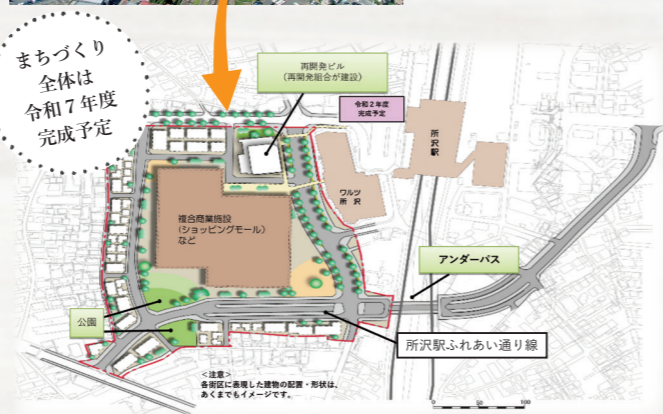 まちづくり
全体は
令和7年度
完成予定
再開発ビル
(再開発組合が建設)
令和2年度
完成予定
所沢駅
ワルツ
所沢
複合商業施設
(ショッピングモール)
など
アンダーパス
公園
所沢駅ふれあい通り線
<注意>
各街区に表現した建物の配置・形状は、
あくまでもイメージです。
0 50 100